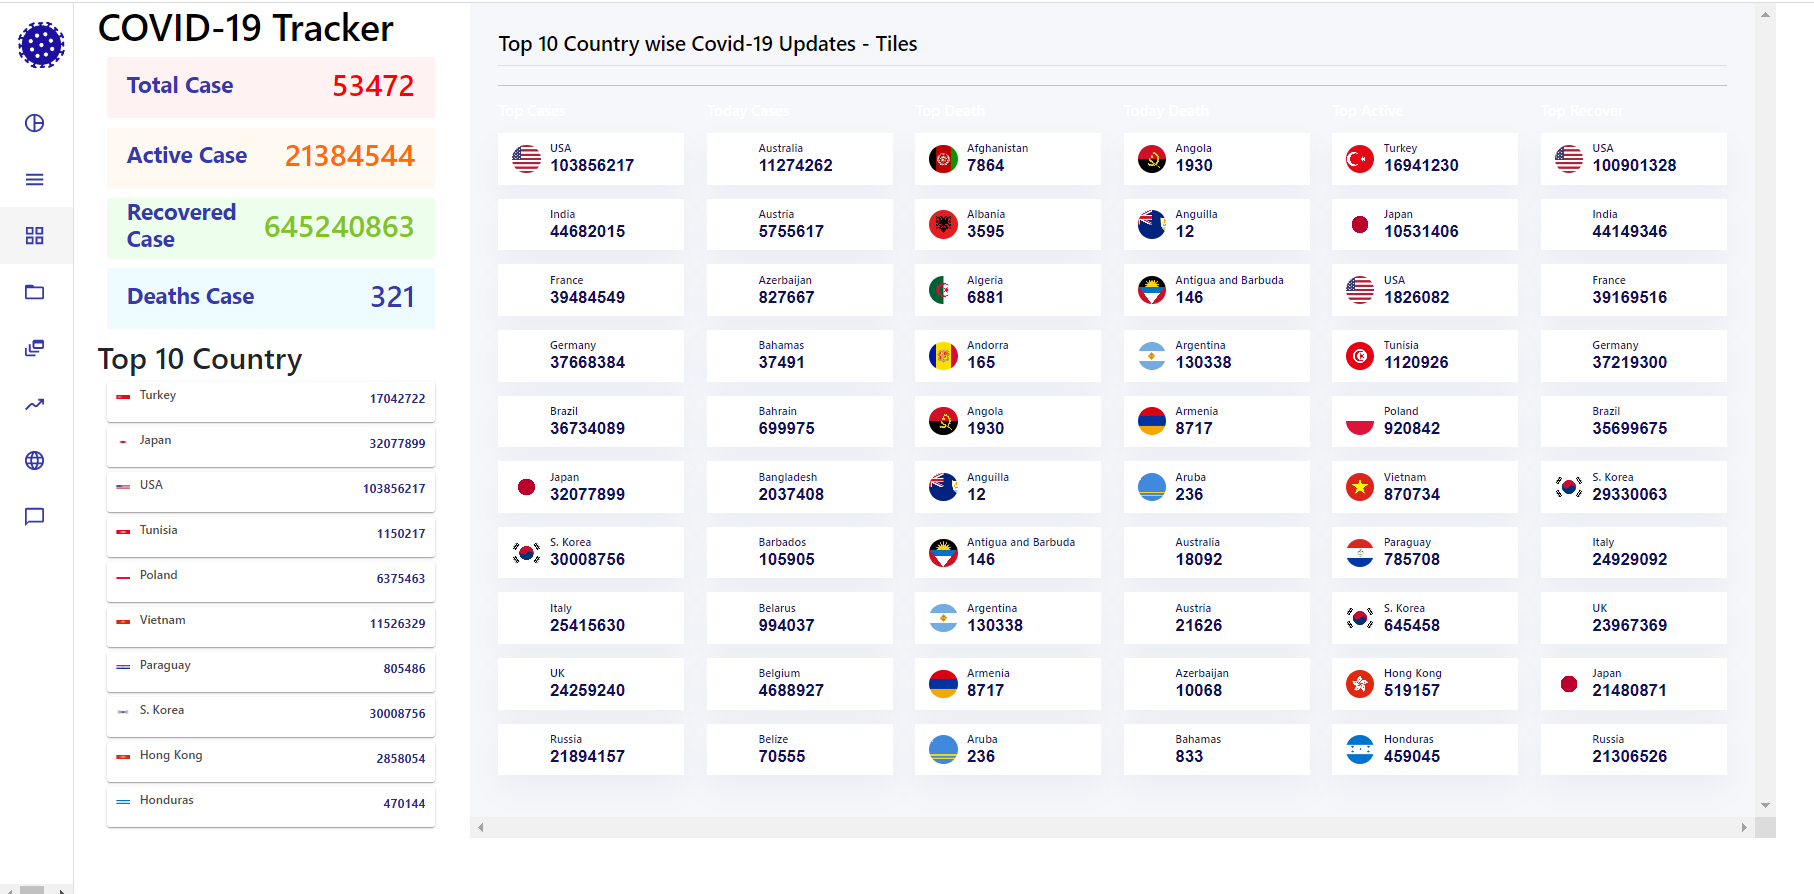 COVID-19 Tracker
Total Case 53472
Active Case 21384544
Recovered Case 645240863
Deaths Case 321
Top 10 Country
Turkey 17042722
Japan 32077899
USA 103856217
Tunisia 1150217
Poland 6375463
Vietnam 11526329
Paraguay 805486
S. Korea 30008756
Hong Kong 2858054
Honduras 470144
Top 10 Country wise Covid-19 Updates - Tiles
Top Cases
USA
103856217
India
44682015
France
39484549
Germany
37668384
Brazil
36734089
Japan
32077899
S. Korea
30008756
Italy
25415630
UK
24259240
Russia
21894157
Today Cases
Australia
11274262
Austria
5755617
Azerbaijan
827667
Bahamas
37491
Bahrain
699975
Bangladesh
2037408
Barbados
105905
Belarus
994037
Belgium
4688927
Belize
70555
Top Death
Afghanistan
7864
Albania
3595
Algeria
6881
Andorra
165
Angola
1930
Anguilla
12
Antigua and Barbuda
146
Argentina
130338
Armenia
8717
Aruba
236
Today Death
Angola
1930
Anguilla
12
Antigua and Barbuda
146
Argentina
130338
Armenia
8717
Aruba
236
Australia
18092
Austria
21626
Azerbaijan
10068
Bahamas
833
Top Active
Turkey
16941230
Japan
10531406
USA
1826082
Tunisia
1120926
Poland
920842
Vietnam
870734
Paraguay
785708
S. Korea
645458
Hong Kong
519157
Honduras
459045
Top Recover
USA
100901328
India
44149346
France
39169516
Germany
37219300
Brazil
35699675
S. Korea
29330063
Italy
24929092
UK
23967369
Japan
21480871
Russia
21306526